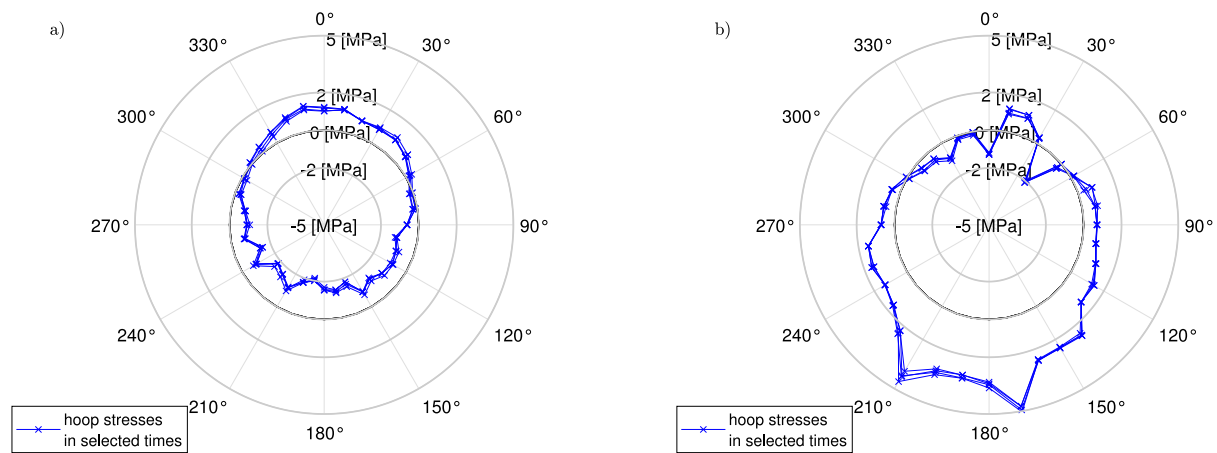 a)
0°
5 [MPa]
30°
60°
90°
120°
150°
180°
210°
240°
270°
300°
330°
2 [MPa]
0 [MPa]
-2 [MPa]
-5 [MPa]
hoop stresses
in selected times
b)
0°
5 [MPa]
30°
60°
90°
120°
150°
180°
210°
240°
270°
300°
330°
2 [MPa]
0 [MPa]
-2 [MPa]
-5 [MPa]
hoop stresses
in selected times